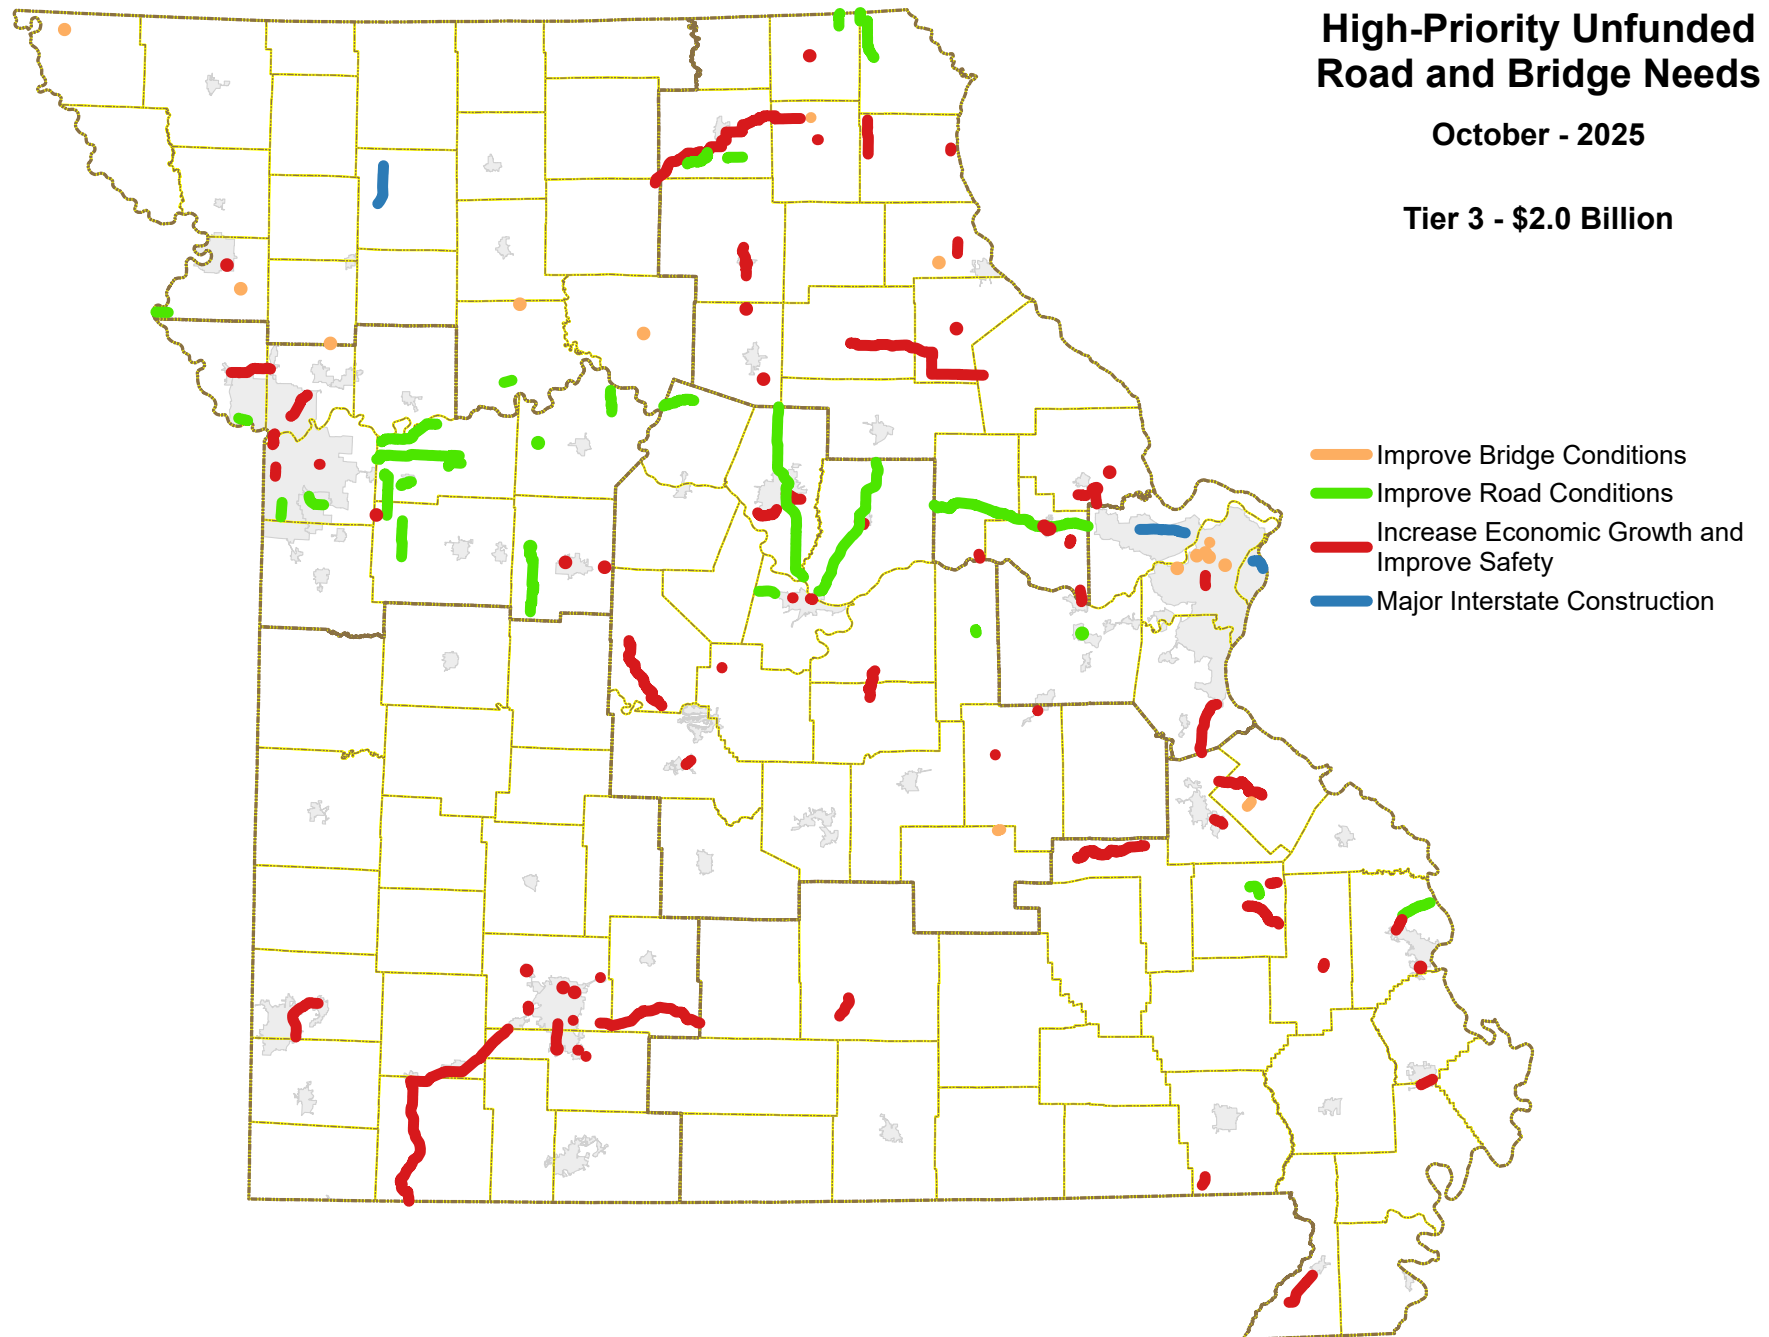 High-Priority Unfunded
Road and Bridge Needs
October - 2025
Tier 3 - $2.0 Billion
Improve Bridge Conditions
Improve Road Conditions
Increase Economic Growth and
Improve Safety
Major Interstate Construction